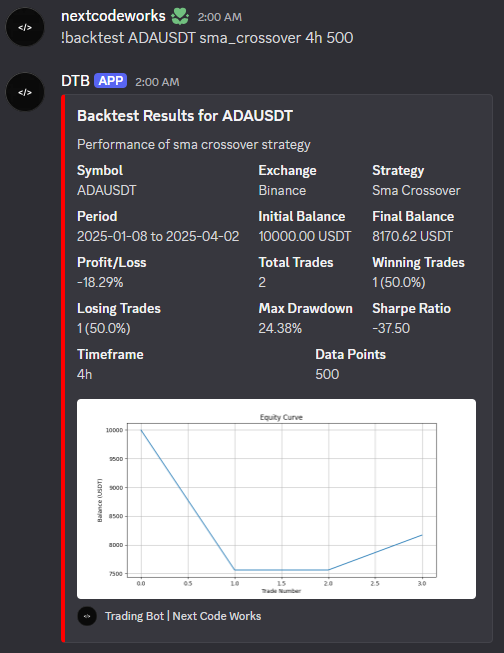 nextcodeworks 2:00 AM
!backtest ADAUSDT sma_crossover 4h 500
DTB APP 2:00 AM
Backtest Results for ADAUSDT
Performance of sma crossover strategy
Symbol Exchange Strategy
ADAUSDT Binance Sma Crossover
Period Initial Balance Final Balance
2025-01-08 to 2025-04-02 10000.00 USDT 8170.62 USDT
Profit/Loss Total Trades Winning Trades
-18.29% 2 1 (50.0%)
Losing Trades Max Drawdown Sharpe Ratio
1 (50.0%) 24.38% -37.50
Timeframe Data Points
4h 500
Equity Curve
10000
9500
9000
8500
8000
7500
Balance (USDT)
0.0 0.5 1.0 1.5 2.0 2.5 3.0
Trade Number
</> Trading Bot | Next Code Works
</>
</>